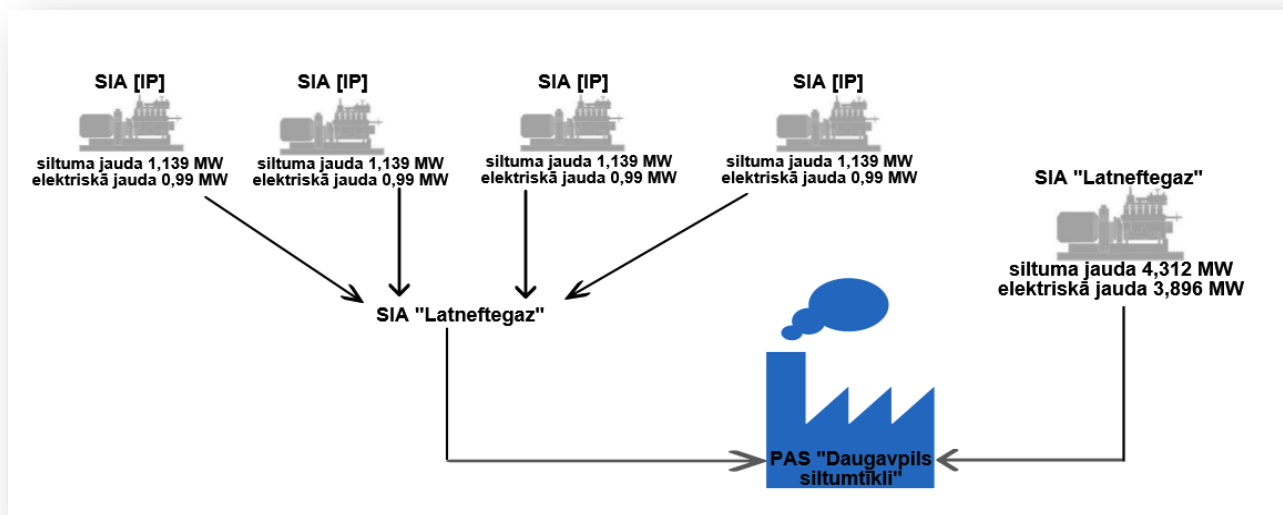 SIA [IP]
siltuma jauda 1,139 MW
elektriskā jauda 0,99 MW
SIA [IP]
siltuma jauda 1,139 MW
elektriskā jauda 0,99 MW
SIA [IP]
siltuma jauda 1,139 MW
elektriskā jauda 0,99 MW
SIA [IP]
siltuma jauda 1,139 MW
elektriskā jauda 0,99 MW
SIA "Latneftegaz"
siltuma jauda 4,312 MW
elektriskā jauda 3,896 MW
SIA "Latneftegaz"
PAS "Daugavpils
siltumtīkli"